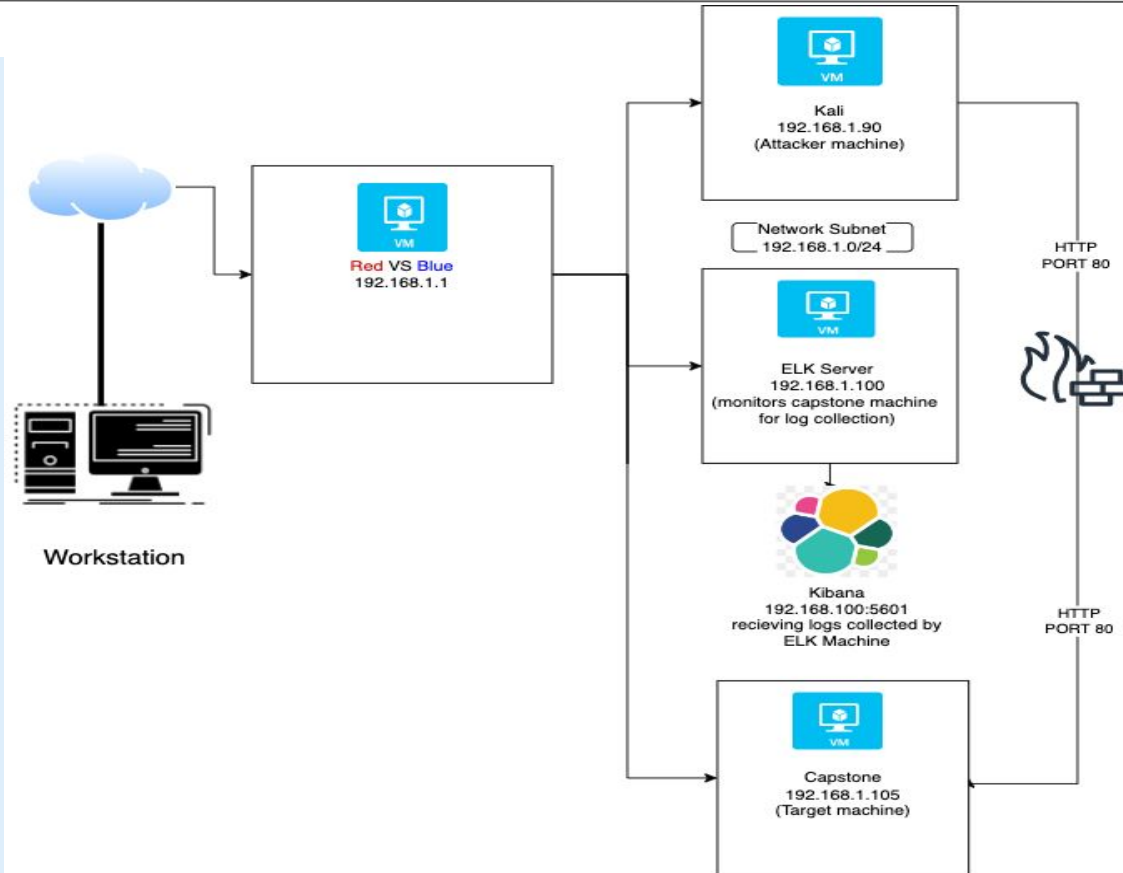 VM
Kali
192.168.1.90
(Attacker machine)
Network Subnet
192.168.1.0/24
HTTP
PORT 80
VM
Red VS Blue
192.168.1.1
VM
ELK Server
192.168.1.100
(monitors capstone machine
for log collection)
Workstation
Kibana
192.168.100:5601
recieving logs collected by
ELK Machine
HTTP
PORT 80
VM
Capstone
192.168.1.105
(Target machine)